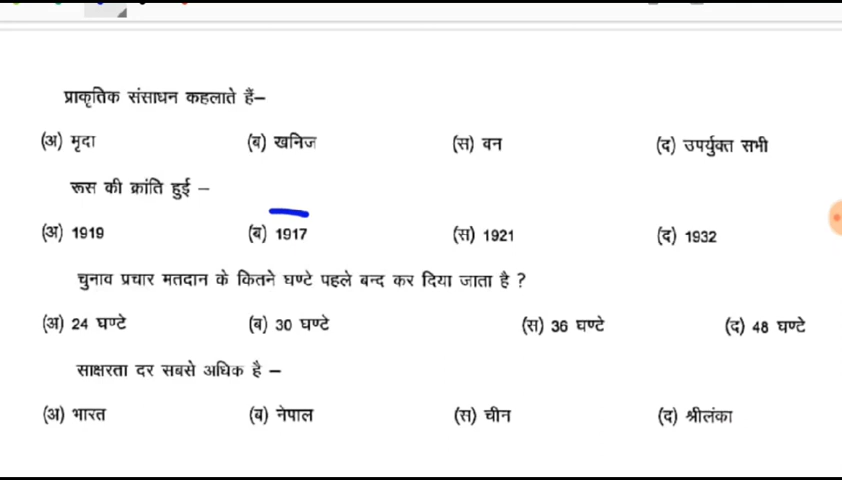 प्राकृतिक संसाधन कहलाते हैं–
(अ) मृदा (ब) खनिज (स) वन (द) उपर्युक्त सभी
रूस की क्रांति हुई –
(अ) 1919 (ब) 1917 (स) 1921 (द) 1932
चुनाव प्रचार मतदान के कितने घण्टे पहले बन्द कर दिया जाता है ?
(अ) 24 घण्टे (ब) 30 घण्टे (स) 36 घण्टे (द) 48 घण्टे
साक्षरता दर सबसे अधिक है –
(अ) भारत (ब) नेपाल (स) चीन (द) श्रीलंका